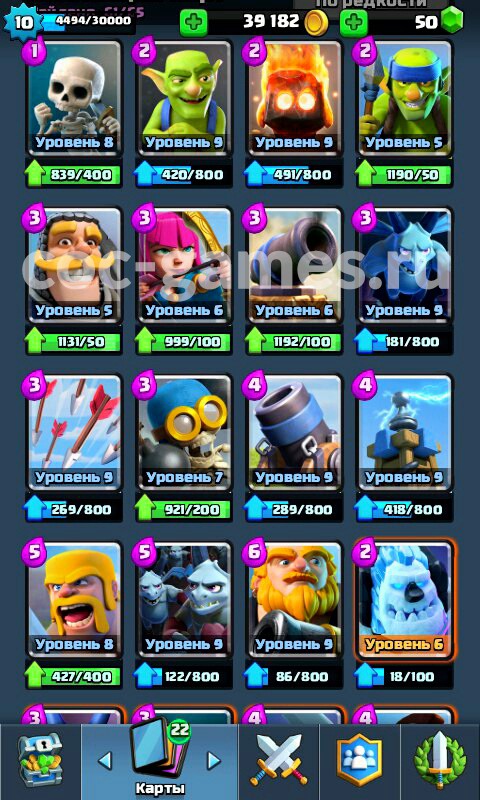 по редкости
10 4494/30000 39 182 50
1 2 2 2
Уровень 8 Уровень 9 Уровень 9 Уровень 5
839/400 420/800 491/800 1190/50
3 3 3 3
coc-games.ru
Уровень 5 Уровень 6 Уровень 6 Уровень 9
1131/50 999/100 1192/100 181/800
3 3 4 4
Уровень 9 Уровень 7 Уровень 9 Уровень 9
269/800 921/200 289/800 418/800
5 5 6 2
Уровень 8 Уровень 9 Уровень 9 Уровень 6
427/400 122/800 86/800 18/100
3 3 4 4
22
Карты